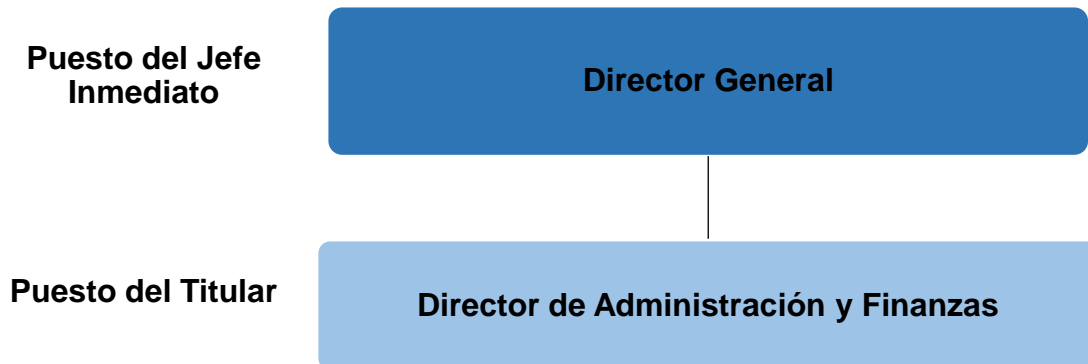 Puesto del Jefe
Inmediato
Director General
Puesto del Titular
Director de Administración y Finanzas